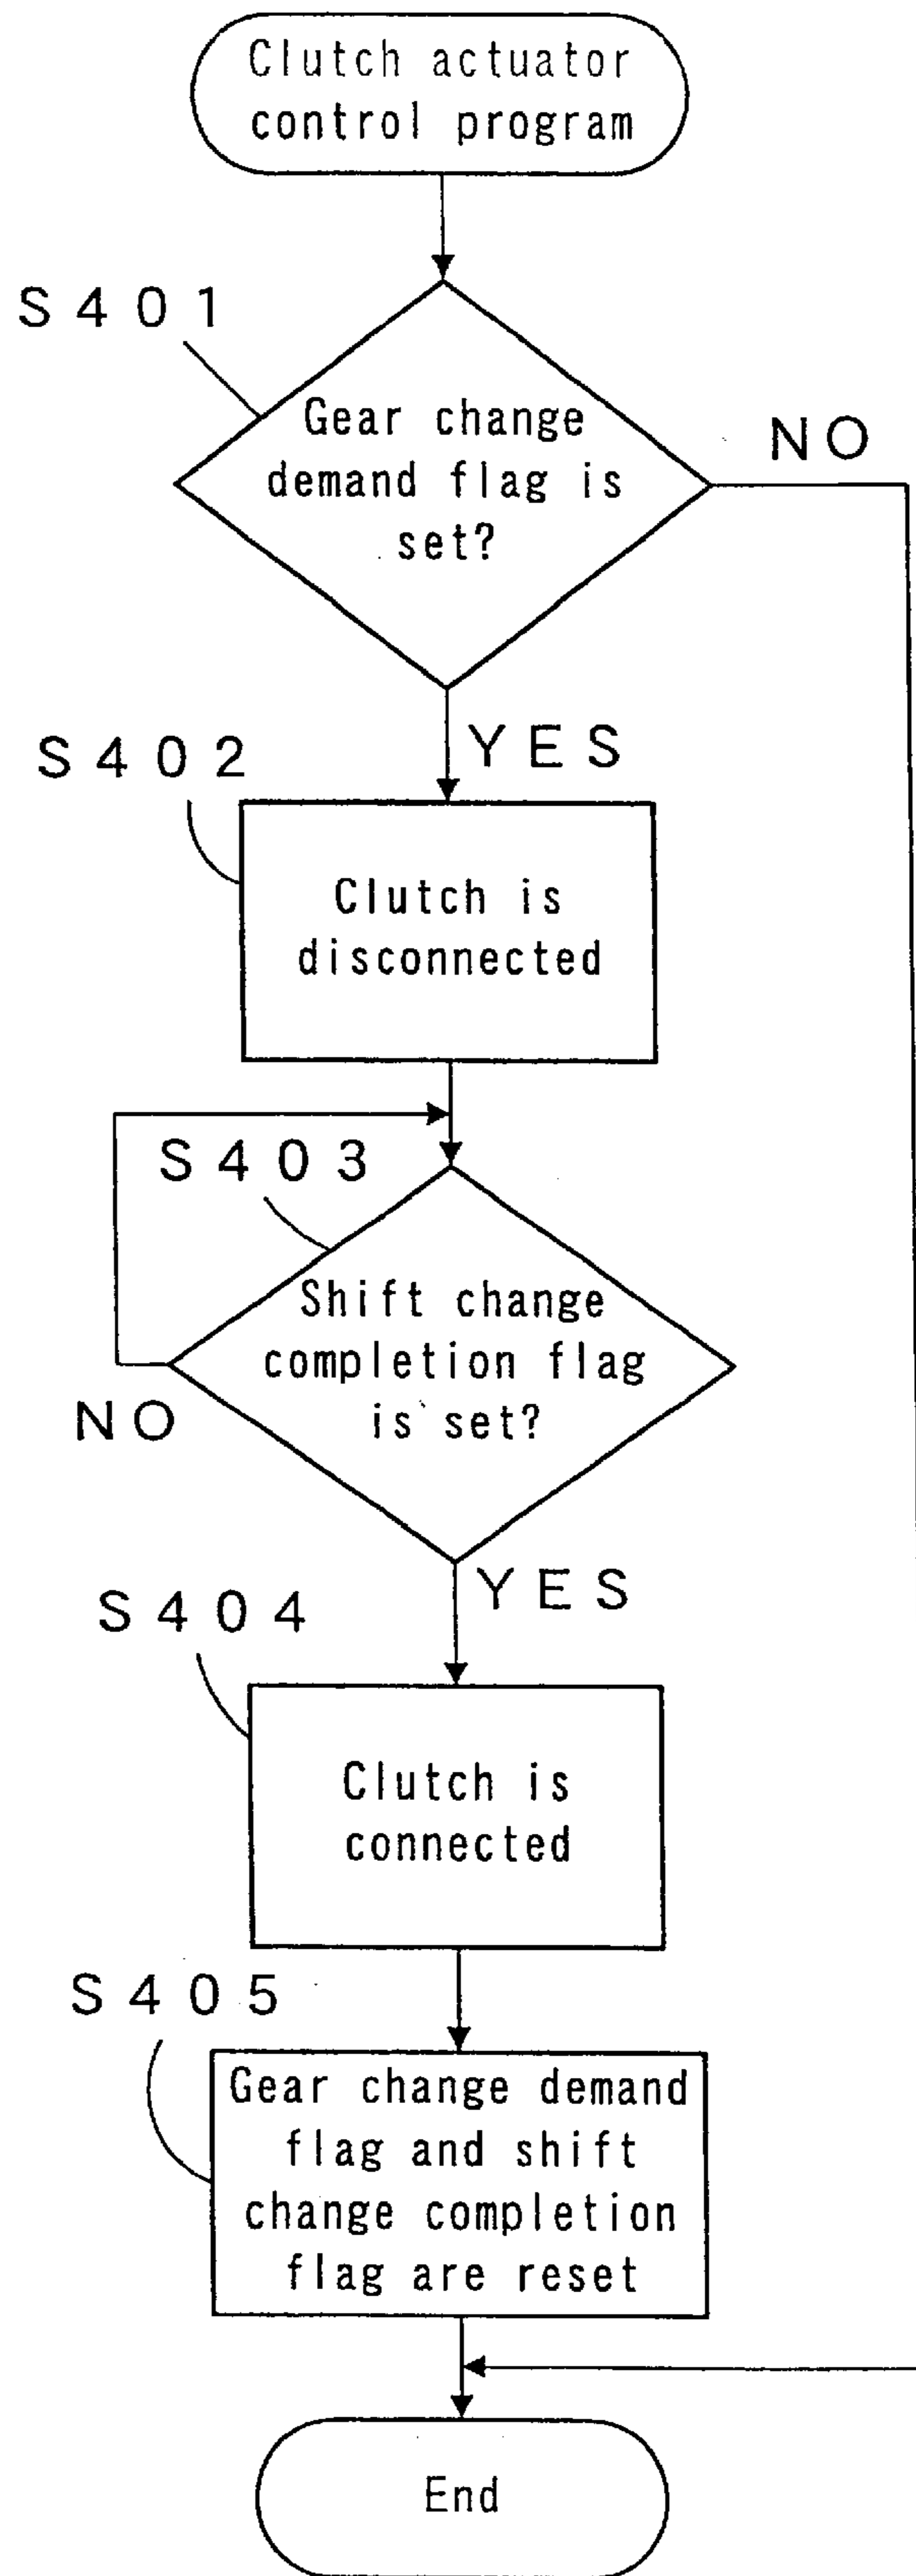 Clutch actuator
control program
S401
Gear change
demand flag is
set?
NO
YES
S402
Clutch is
disconnected
S403
Shift change
completion flag
is set?
NO
YES
S404
Clutch is
connected
S405
Gear change demand
flag and shift
change completion
flag are reset
End